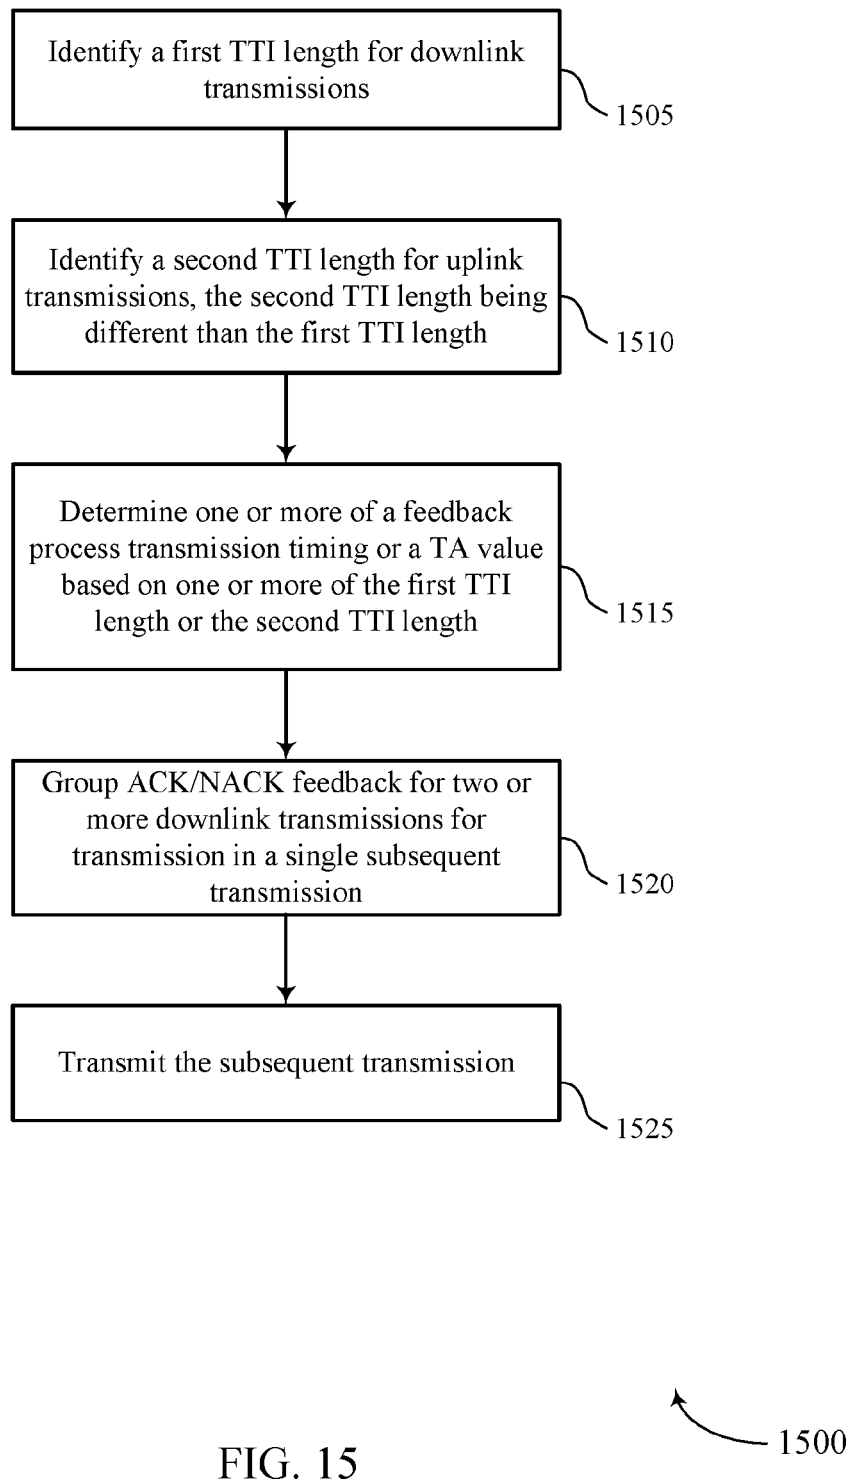 Identify a first TTI length for downlink
transmissions
1505
Identify a second TTI length for uplink
transmissions, the second TTI length being
different than the first TTI length
1510
Determine one or more of a feedback
process transmission timing or a TA value
based on one or more of the first TTI
length or the second TTI length
1515
Group ACK/NACK feedback for two or
more downlink transmissions for
transmission in a single subsequent
transmission
1520
Transmit the subsequent transmission
1525
1500
FIG. 15